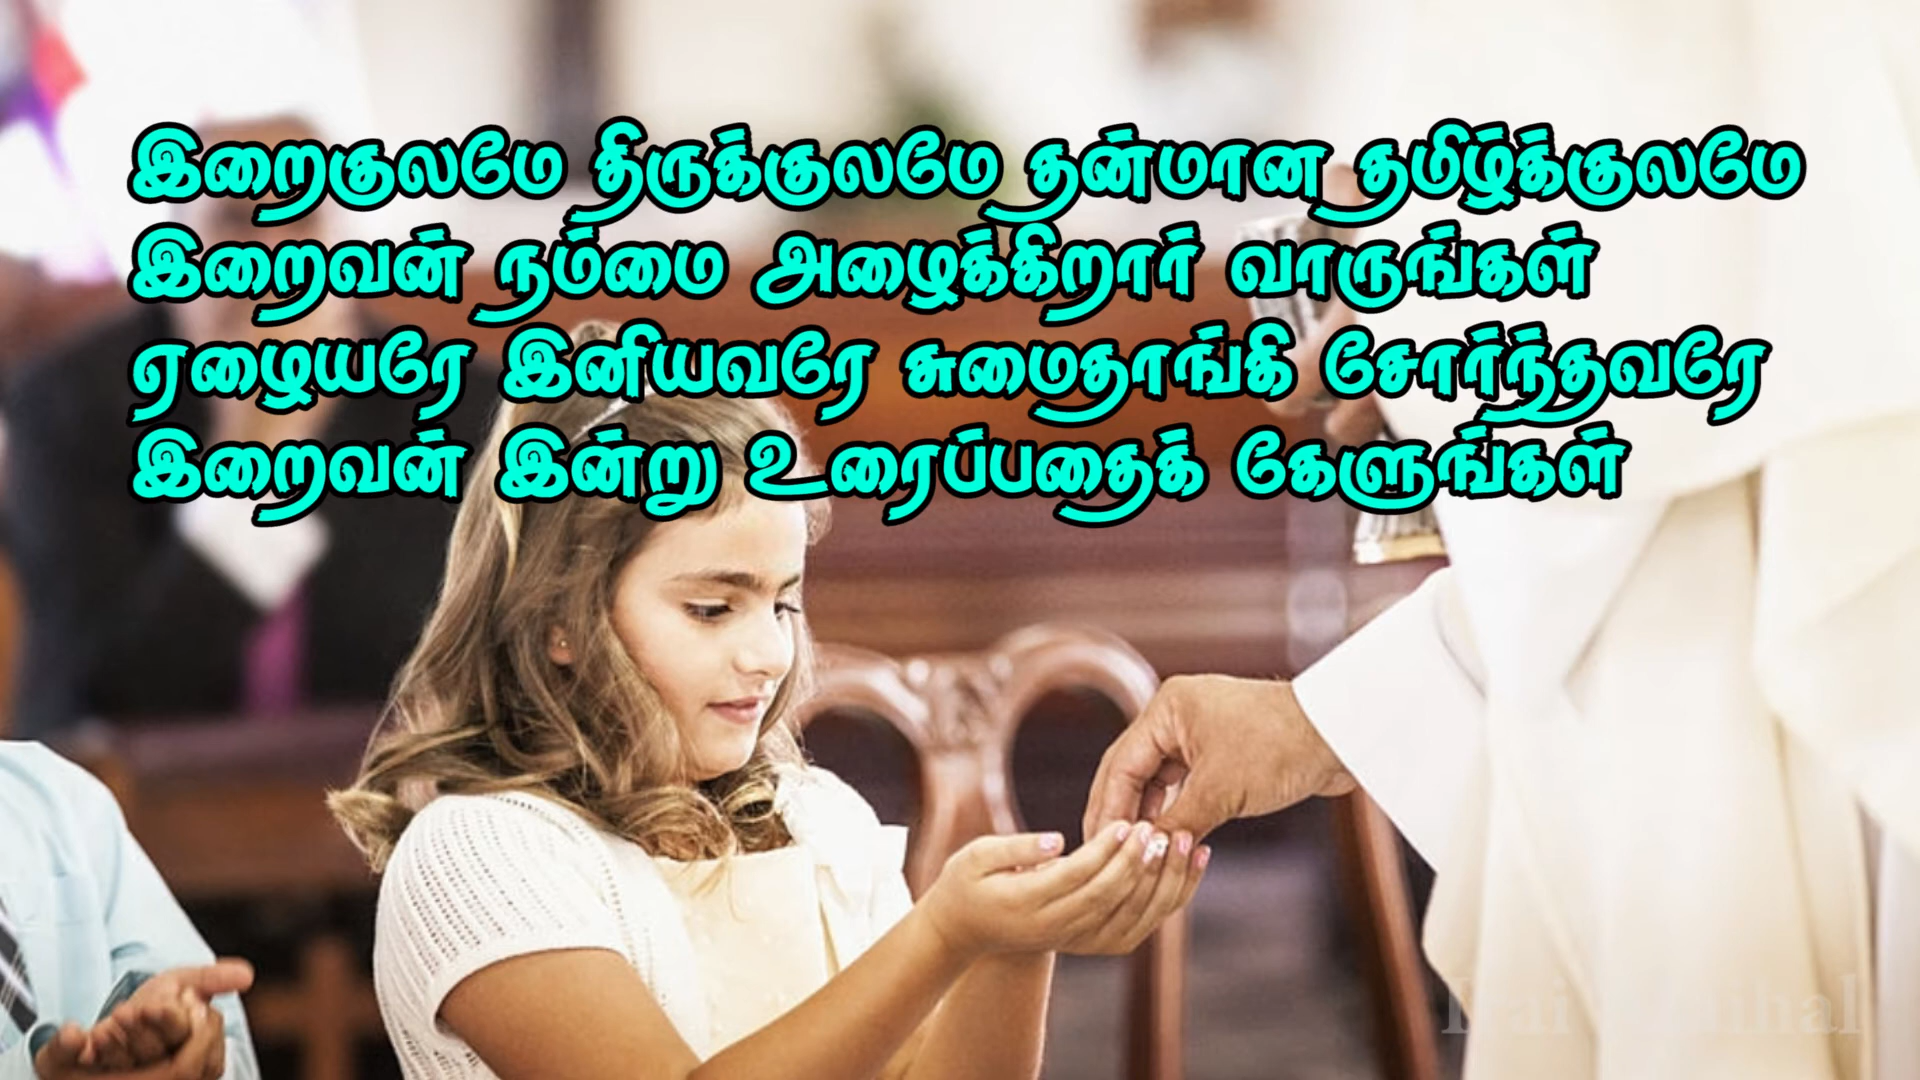 இறைகுலமே திருக்குலமே தன்மான தமிழ்க்குலமே
இறைவன் நம்மை அழைக்கிறார் வாருங்கள்
ஏழையரே இனியவரே சுமைதாங்கி சோர்ந்தவரே
இறைவன் இன்று உரைப்பதைக் கேளுங்கள்